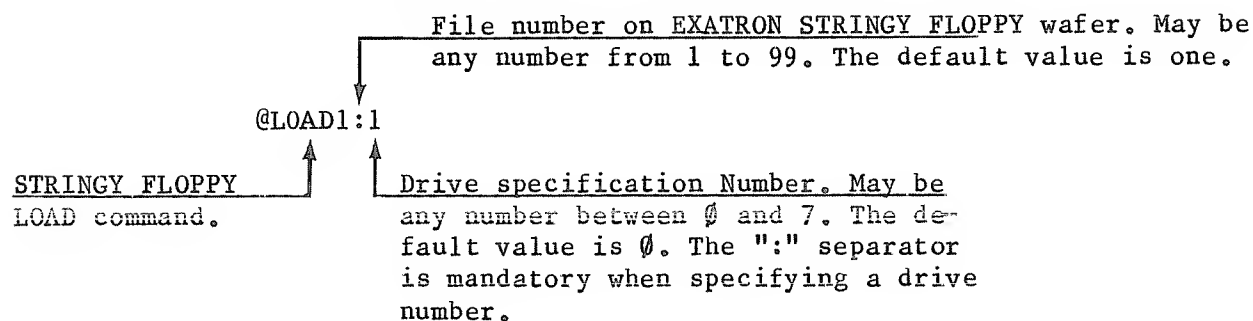 File number on EXATRON STRINGY FLOPPY wafer. May be
any number from 1 to 99. The default value is one.
@LOAD1:1
STRINGY FLOPPY
LOAD command.
Drive specification Number. May be
any number between Ø and 7. The de-
fault value is Ø. The ":" separator
is mandatory when specifying a drive
number.